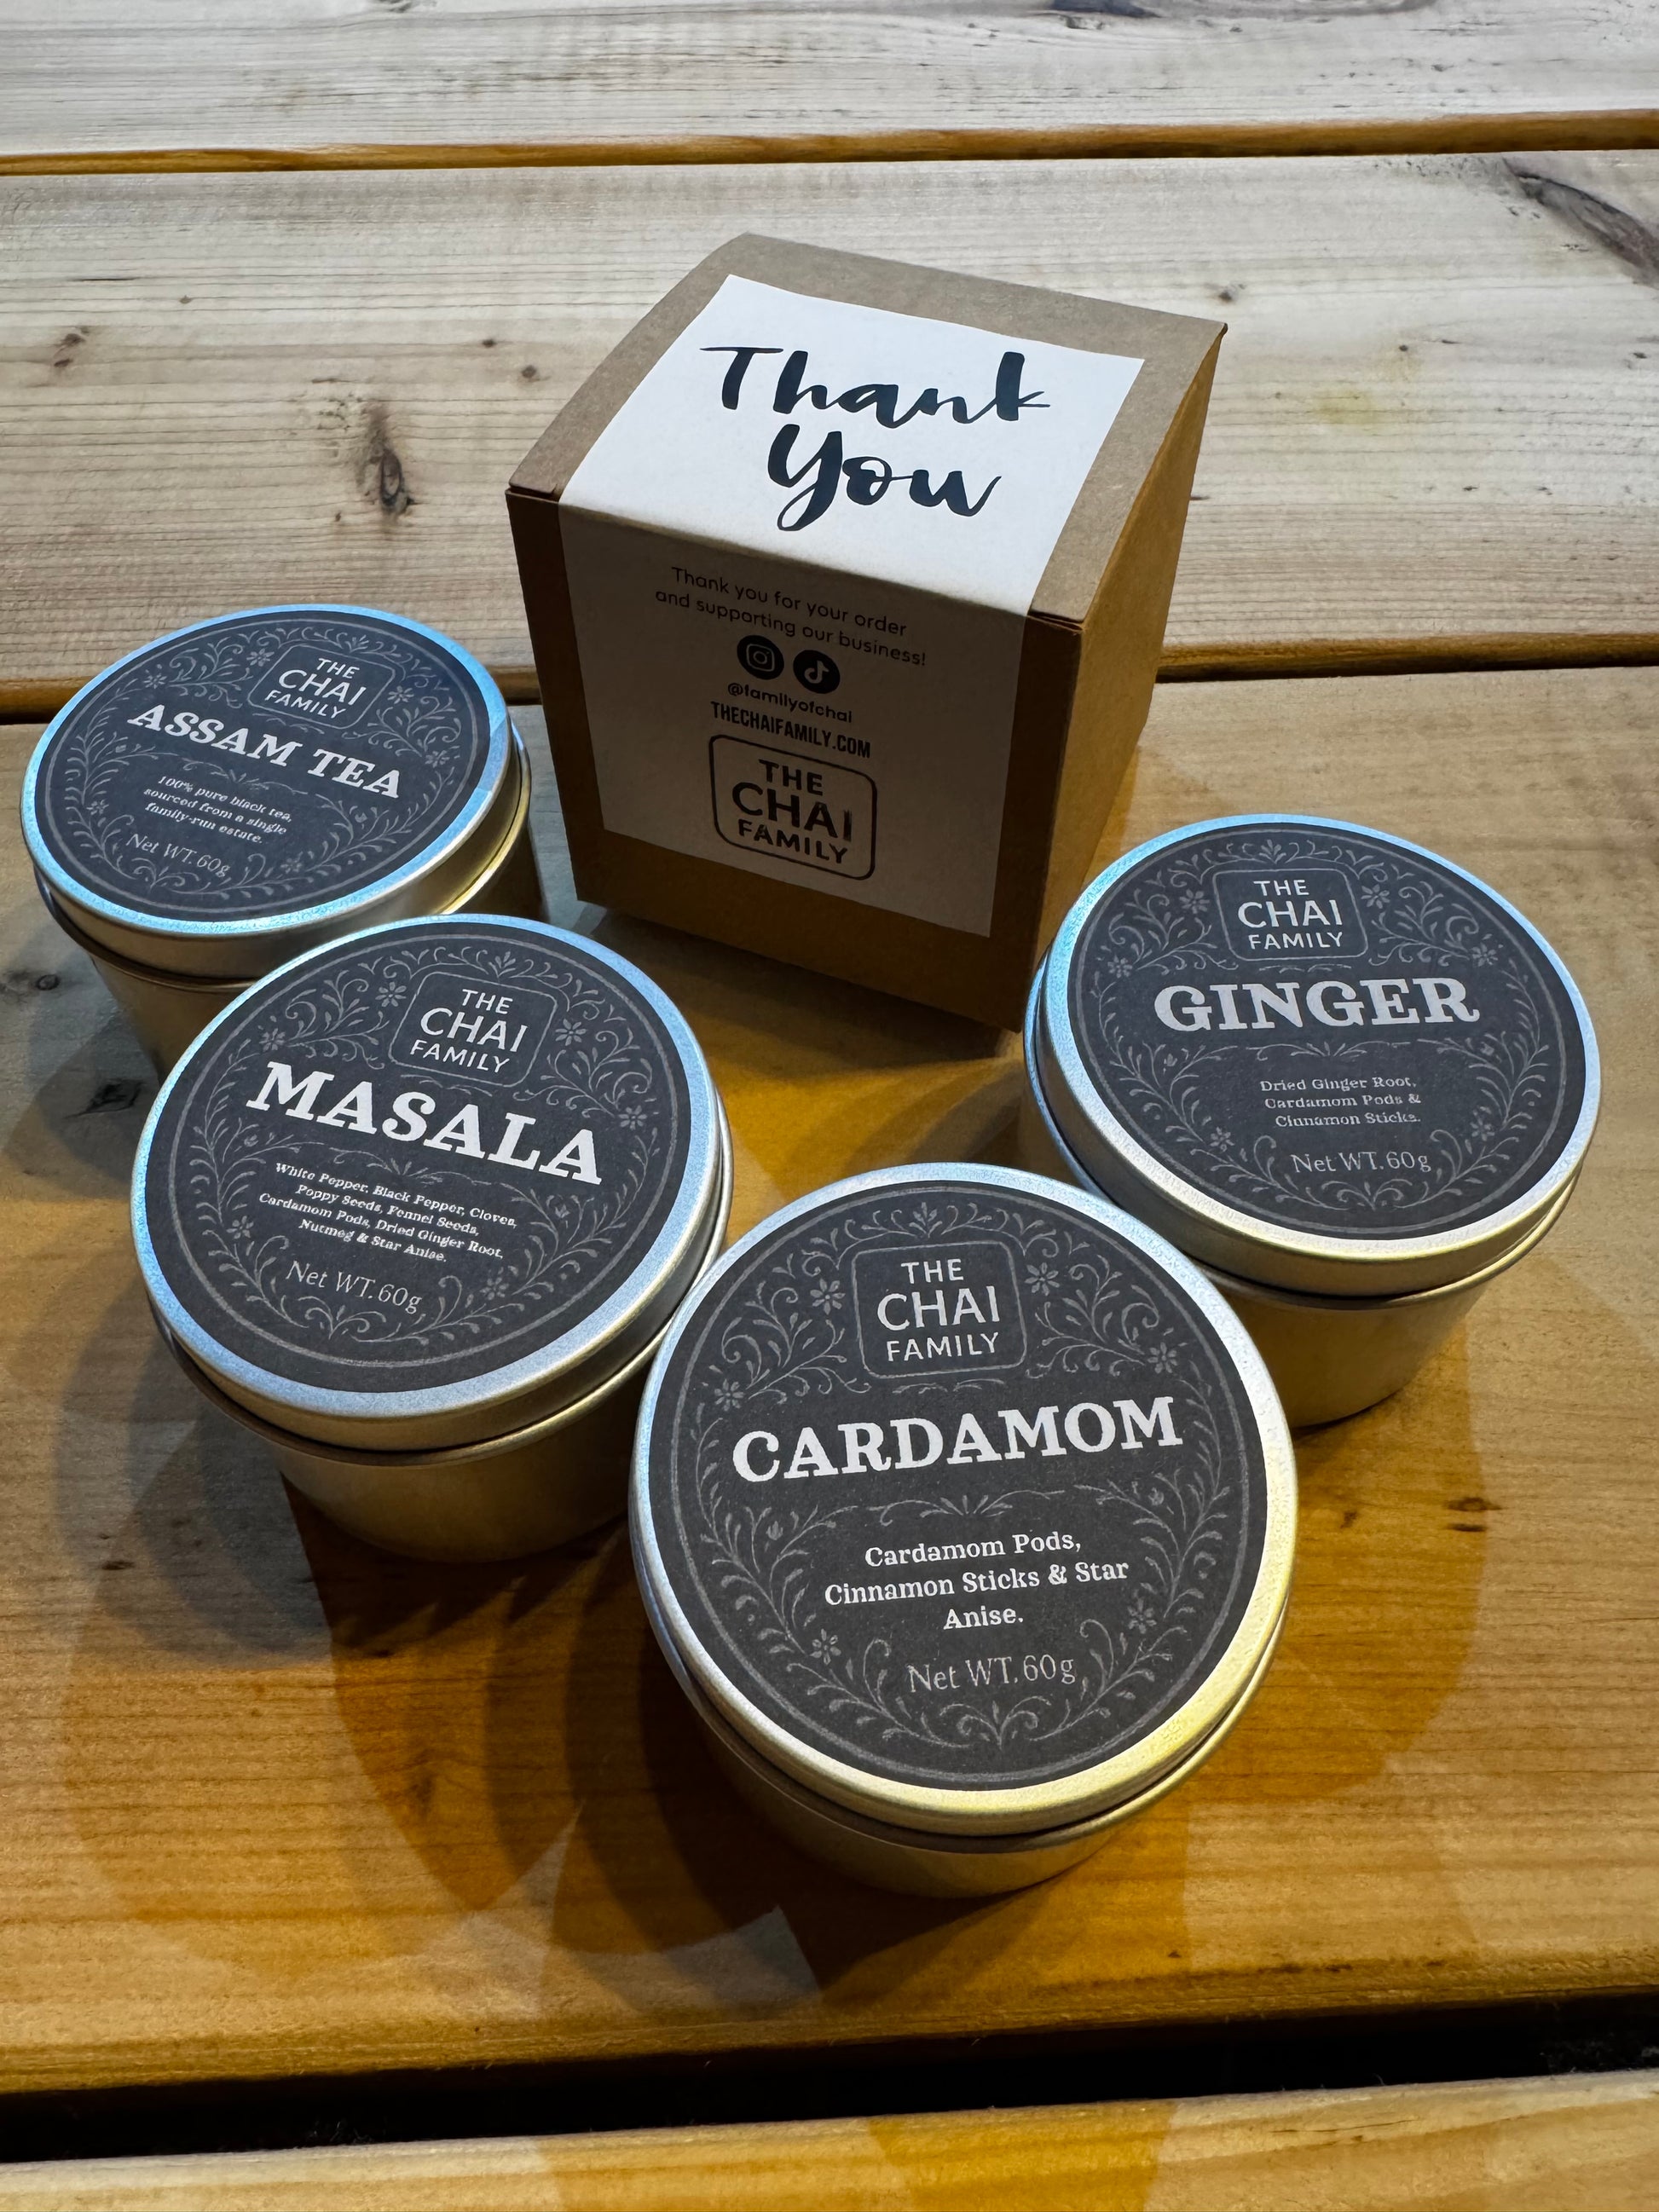 Thank
You
Thank you for your order
and supporting our business!
@familyofchai
THECHAIFAMILY.COM
THE
CHAI
FAMILY
THE
CHAI
FAMILY
ASSAM TEA
100% pure black tea,
sourced from a single
family-run estate.
Net WT. 60g
THE
CHAI
FAMILY
GINGER
Dried Ginger Root,
Cardamom Pods &
Cinnamon Sticks.
Net WT. 60g
THE
CHAI
FAMILY
MASALA
White Pepper, Black Pepper, Cloves,
Poppy Seeds, Fennel Seeds,
Cardamom Pods, Dried Ginger Root,
Nutmeg & Star Anise.
Net WT. 60g
THE
CHAI
FAMILY
CARDAMOM
Cardamom Pods,
Cinnamon Sticks & Star
Anise.
Net WT. 60g